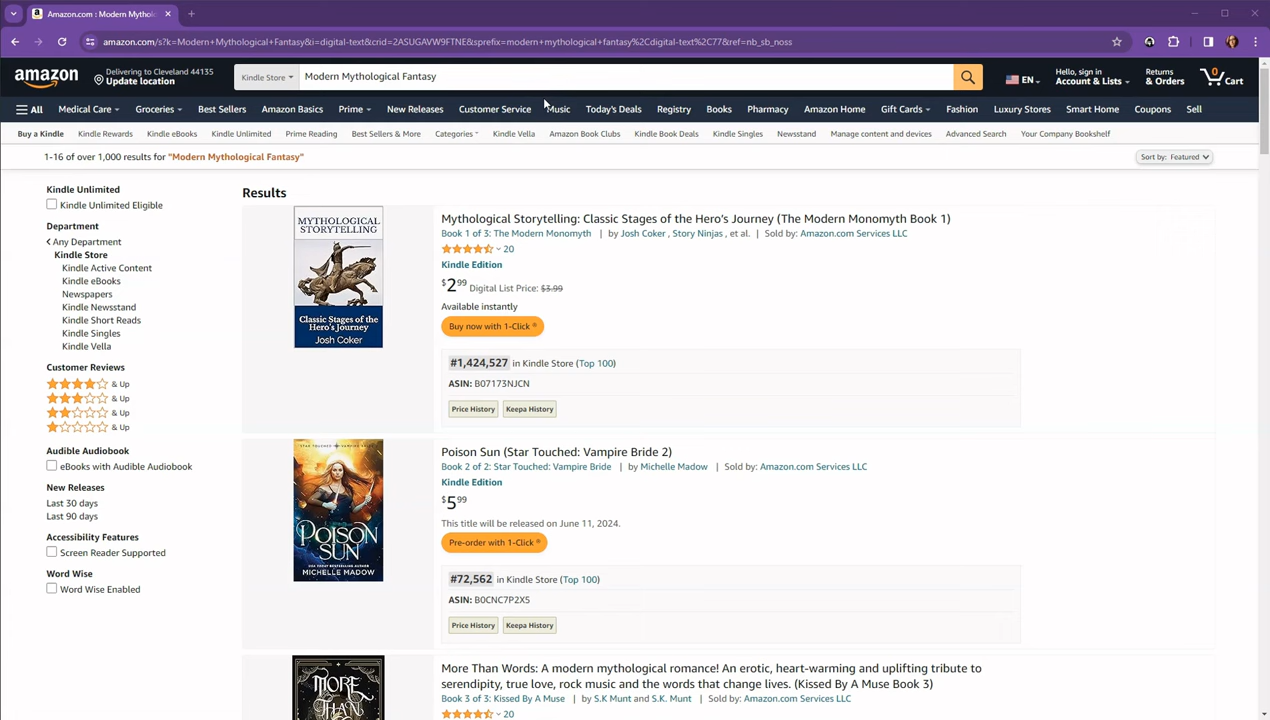 Amazon.com : Modern Mytholo
amazon.com/s?k=Modern+Mythological+Fantasy&i=digital-text&crid=2ASUGAVW9FTNE&sprefix=modern+mythological+fantasy%2Cdigital-text%2C77&ref=nb_sb_noss
amazon
Delivering to Cleveland 44135
Update location
Kindle Store
Modern Mythological Fantasy
EN
Hello, sign in
Account & Lists
Returns
& Orders
0
Cart
All
Medical Care
Groceries
Best Sellers
Amazon Basics
Prime
New Releases
Customer Service
Music
Today's Deals
Registry
Books
Pharmacy
Amazon Home
Gift Cards
Fashion
Luxury Stores
Smart Home
Coupons
Sell
Buy a Kindle
Kindle Rewards
Kindle eBooks
Kindle Unlimited
Prime Reading
Best Sellers & More
Categories
Kindle Vella
Amazon Book Clubs
Kindle Book Deals
Kindle Singles
Newsstand
Manage content and devices
Advanced Search
Your Company Bookshelf
1-16 of over 1,000 results for "Modern Mythological Fantasy"
Sort by: Featured
Kindle Unlimited
Kindle Unlimited Eligible
Department
Any Department
Kindle Store
Kindle Active Content
Kindle eBooks
Newspapers
Kindle Newsstand
Kindle Short Reads
Kindle Singles
Kindle Vella
Customer Reviews
& Up
& Up
& Up
& Up
Audible Audiobook
eBooks with Audible Audiobook
New Releases
Last 30 days
Last 90 days
Accessibility Features
Screen Reader Supported
Word Wise
Word Wise Enabled
Results
MYTHOLOGICAL
STORYTELLING
Classic Stages of the
Hero's Journey
Josh Coker
Mythological Storytelling: Classic Stages of the Hero's Journey (The Modern Monomyth Book 1)
Book 1 of 3: The Modern Monomyth | by Josh Coker , Story Ninjas , et al. | Sold by: Amazon.com Services LLC
20
Kindle Edition
$2.99 Digital List Price: $3.99
Available instantly
Buy now with 1-Click ®
#1,424,527 in Kindle Store (Top 100)
ASIN: B07173NJCN
Price History
Keepa History
STAR TOUCHED: VAMPIRE BRIDE
POISON
SUN
MICHELLE MADOW
Poison Sun (Star Touched: Vampire Bride 2)
Book 2 of 2: Star Touched: Vampire Bride | by Michelle Madow | Sold by: Amazon.com Services LLC
Kindle Edition
$5.99
This title will be released on June 11, 2024.
Pre-order with 1-Click ®
#72,562 in Kindle Store (Top 100)
ASIN: B0CNC7P2X5
Price History
Keepa History
MORE
THAN
More Than Words: A modern mythological romance! An erotic, heart-warming and uplifting tribute to
serendipity, true love, rock music and the words that change lives. (Kissed By A Muse Book 3)
Book 3 of 3: Kissed By A Muse | by S.K Munt and S.K. Munt | Sold by: Amazon.com Services LLC
20